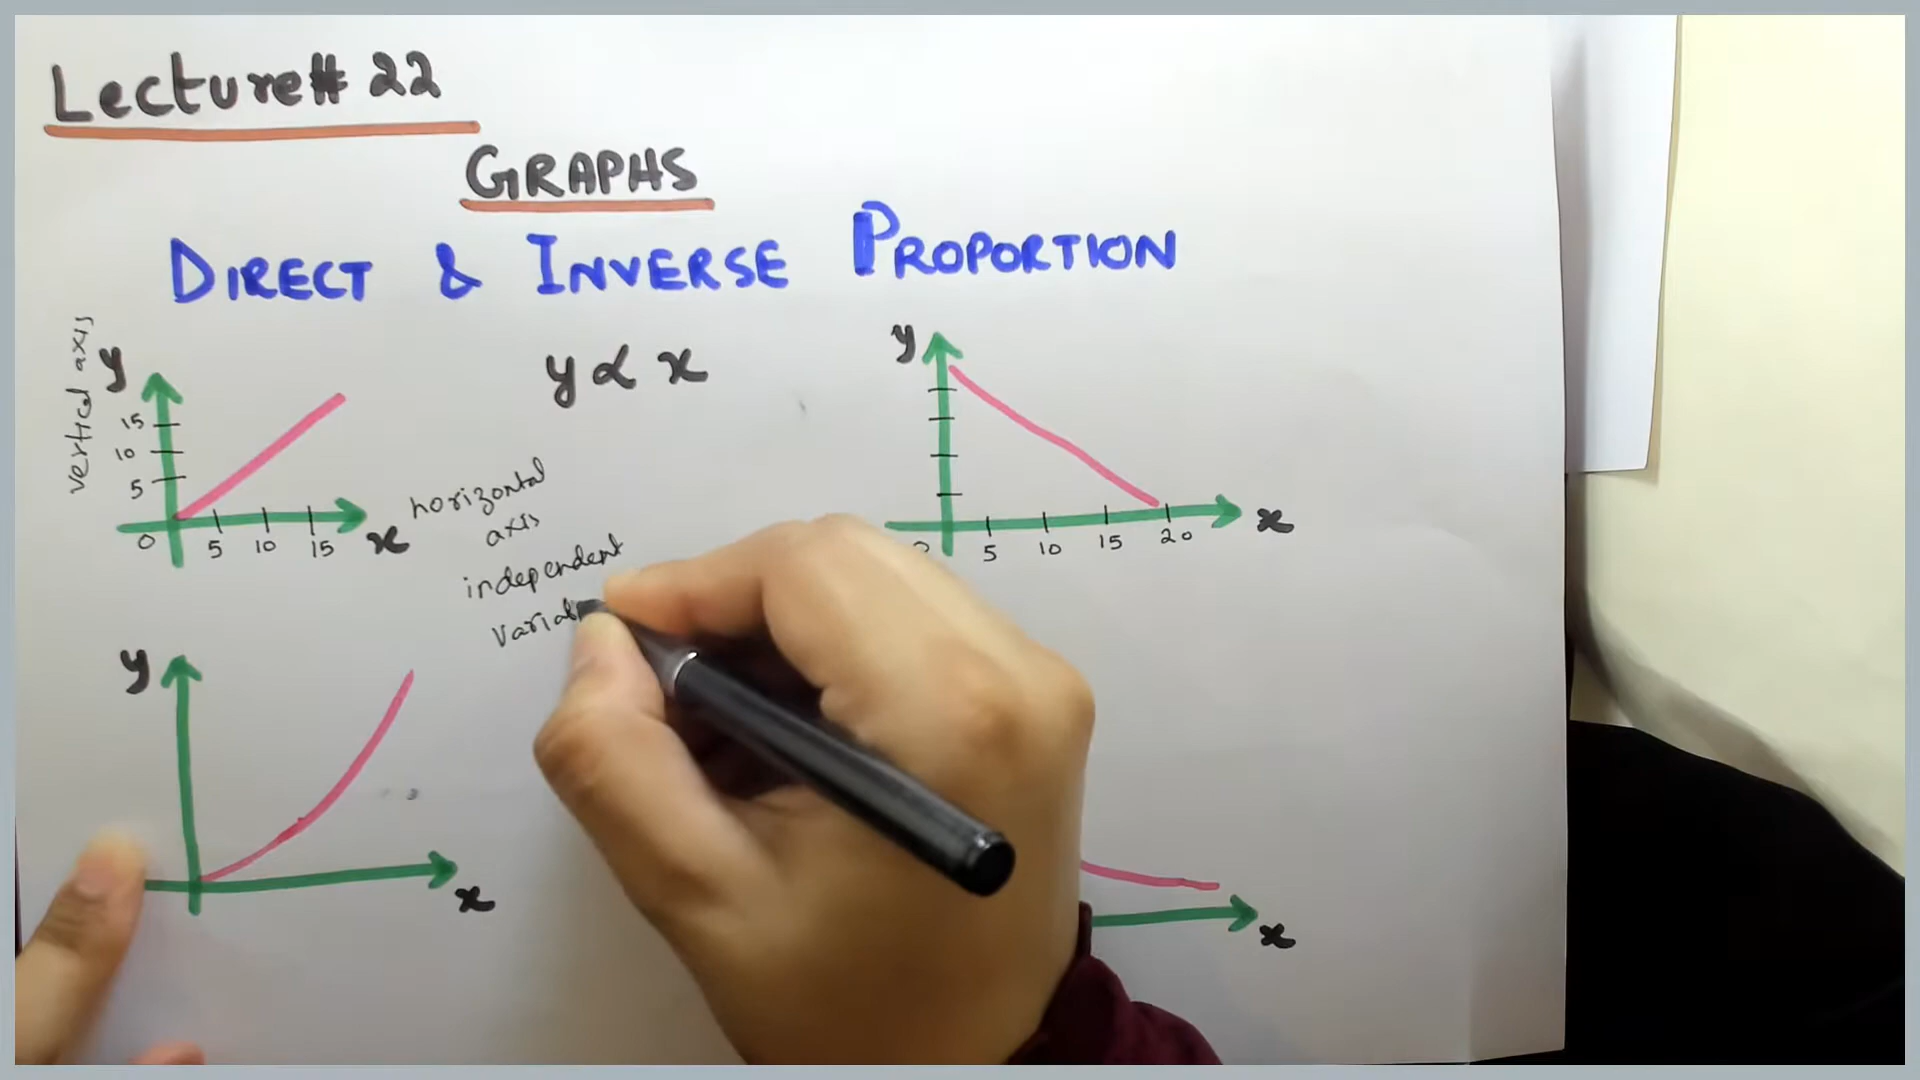 Lecture# 22
GRAPHS
DIRECT & INVERSE PROPORTION
y ∝ x
vertical axis
y
15
10
5
0 5 10 15 x
horizontal
axis
independent
y
5 10 15 20 x
y
x
x